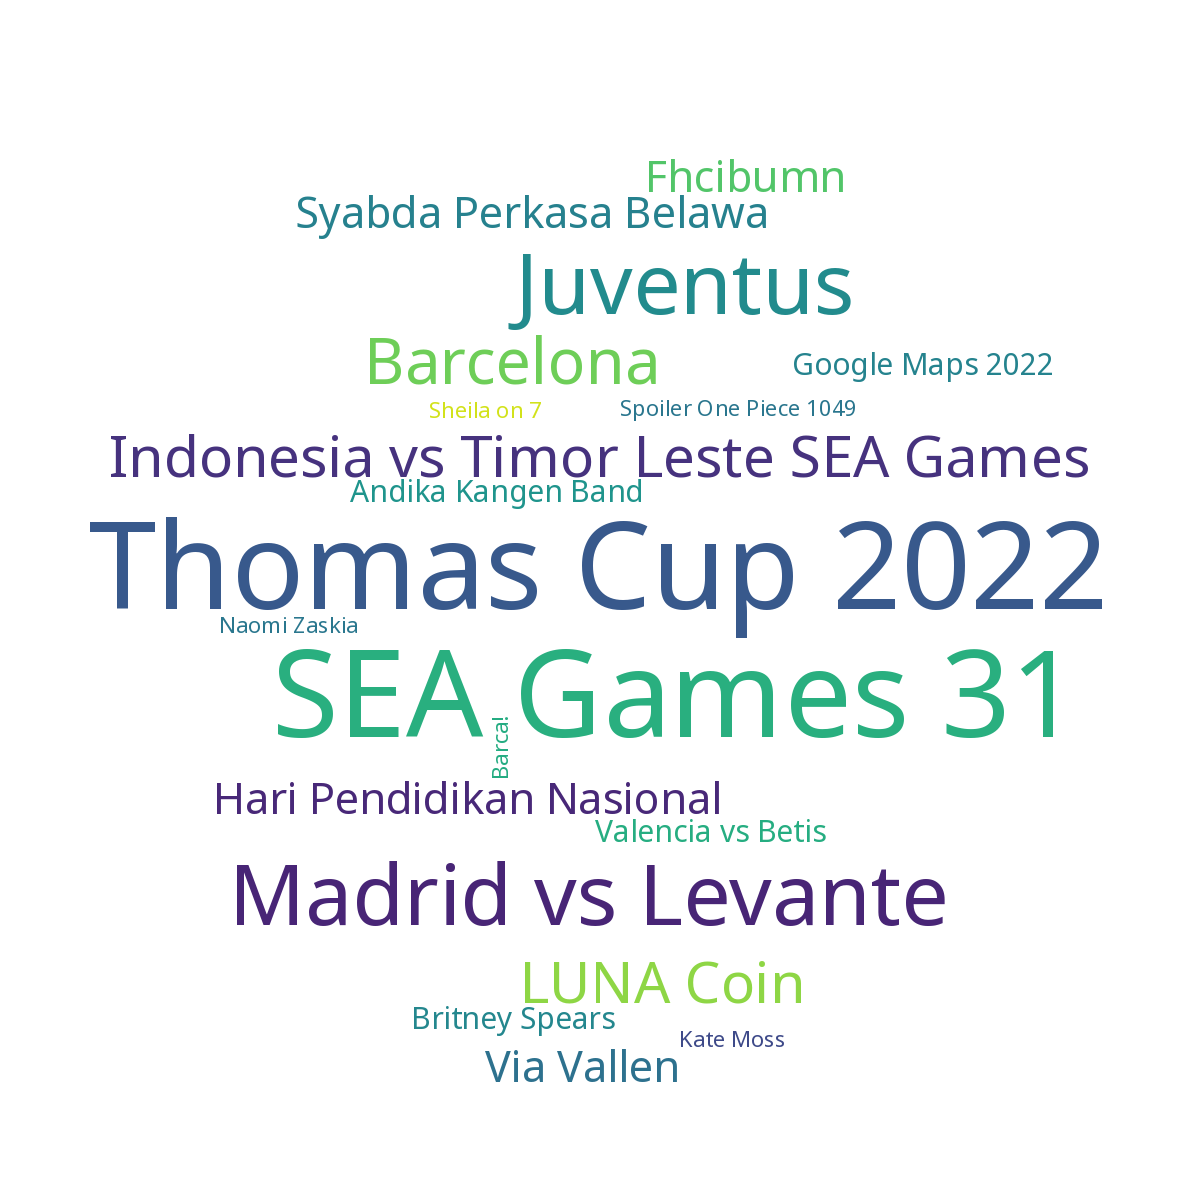 Fhcibumn
Syabda Perkasa Belawa
Juventus
Barcelona
Google Maps 2022
Sheila on 7
Spoiler One Piece 1049
Indonesia vs Timor Leste SEA Games
Andika Kangen Band
Thomas Cup 2022
Naomi Zaskia
SEA Games 31
Barca!
Hari Pendidikan Nasional
Valencia vs Betis
Madrid vs Levante
LUNA Coin
Britney Spears
Kate Moss
Via Vallen